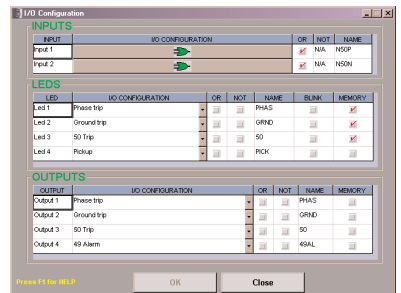 I/O Configuration
INPUTS
INPUT I/O CONFIGURATION OR NOT NAME
Input 1 N/A N50P
Input 2 N/A N50N
LEDS
LED I/O CONFIGURATION OR NOT NAME BLINK MEMORY
Led 1 Phase trip PHAS
Led 2 Ground trip GRND
Led 3 50 Trip 50
Led 4 Pickup PICK
OUTPUTS
OUTPUT I/O CONFIGURATION OR NOT NAME MEMORY
Output 1 Phase trip PHAS
Output 2 Ground trip GRND
Output 3 50 Trip 50
Output 4 49 Alarm 49AL
Press F1 for HELP OK Close